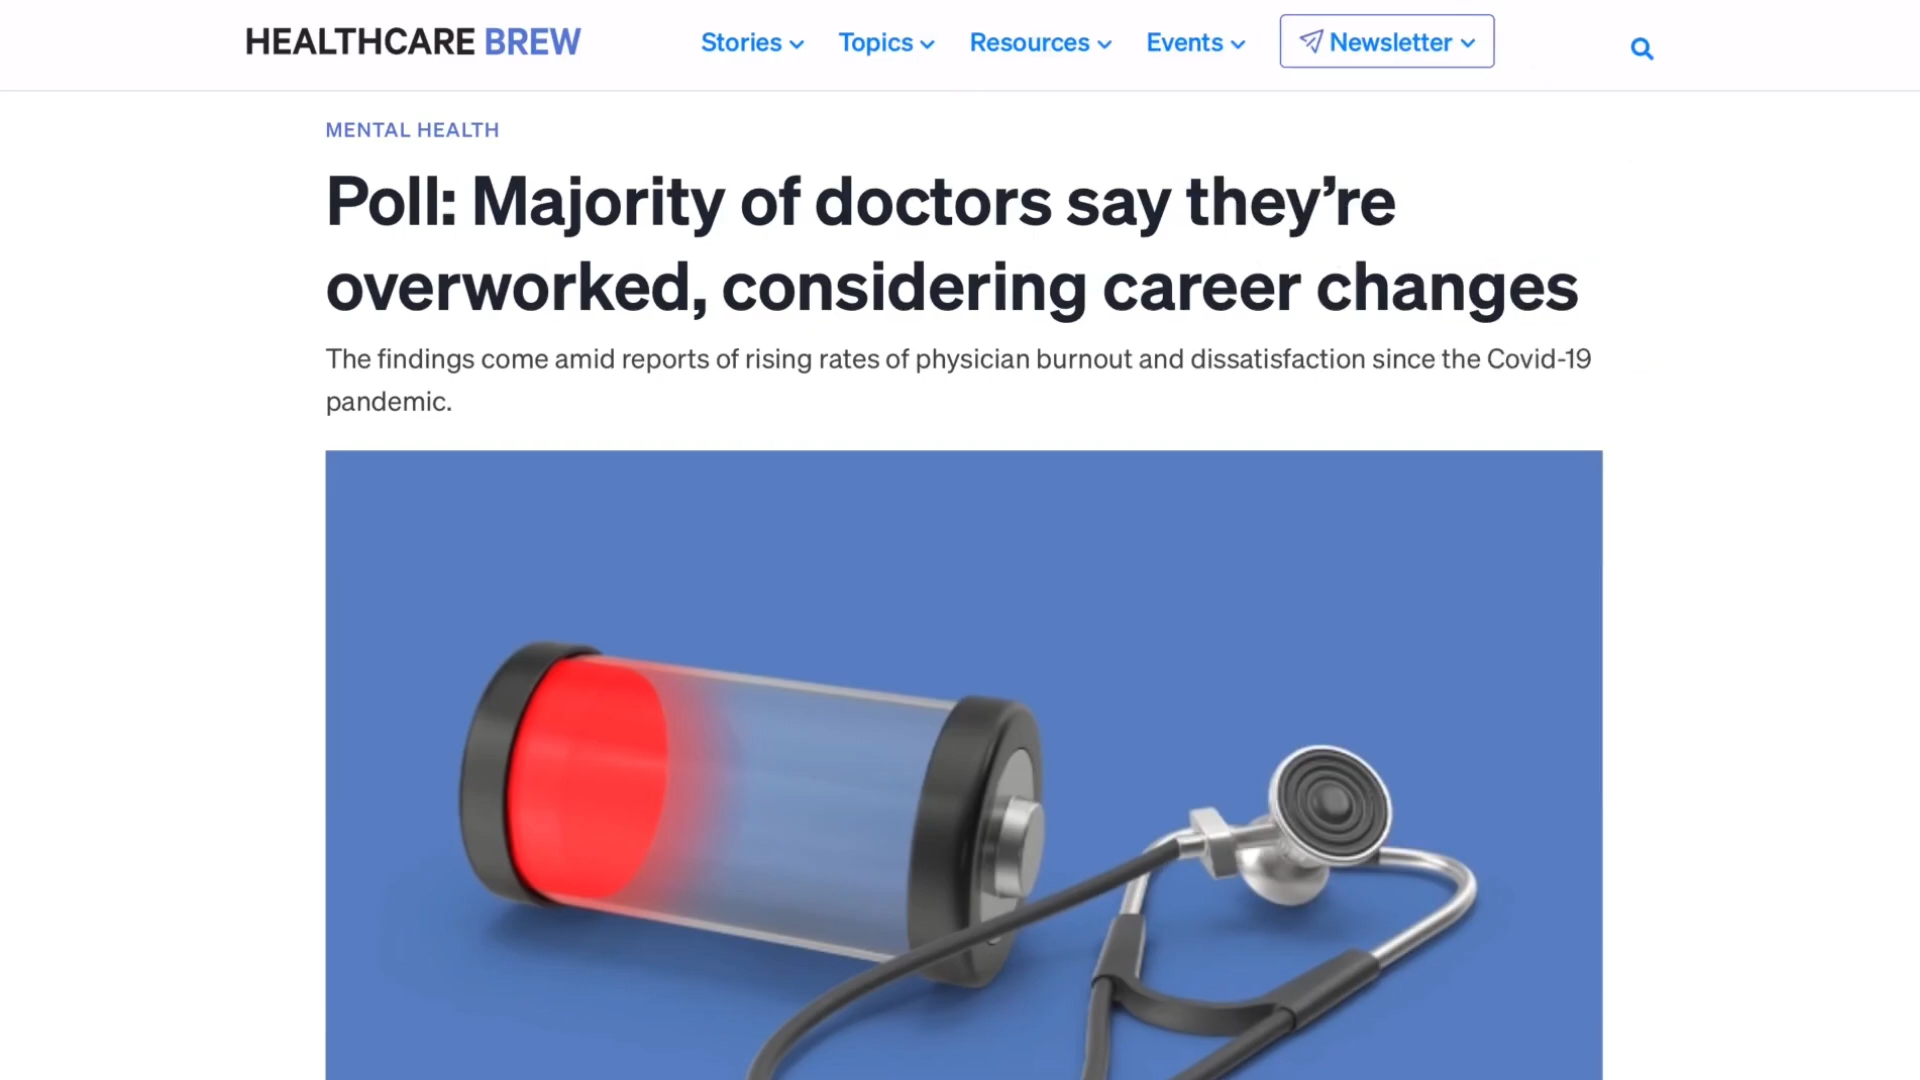 HEALTHCARE BREW
Stories
Topics
Resources
Events
Newsletter
MENTAL HEALTH
Poll: Majority of doctors say they’re
overworked, considering career changes
The findings come amid reports of rising rates of physician burnout and dissatisfaction since the Covid-19
pandemic.